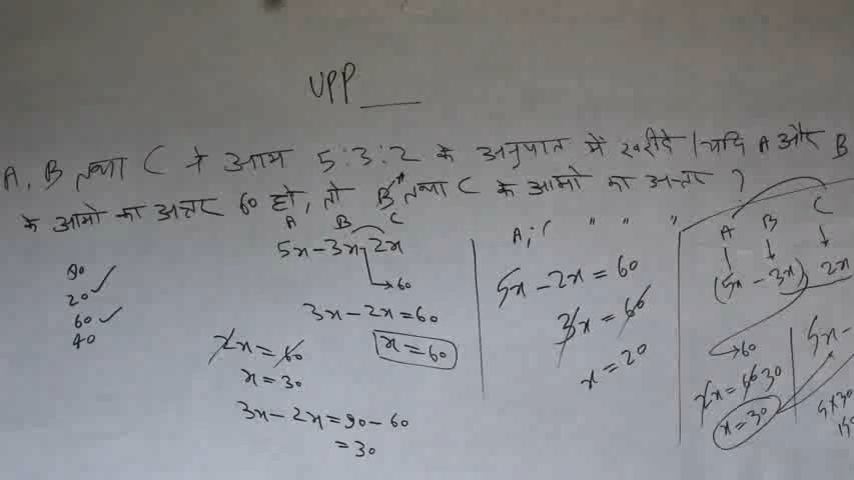 UPP
A, B तथा C ने आम 5:3:2 के अनुपात में खरीदे। यदि A और B
के आमो का अन्तर 60 हो, तो B तथा C के आमो का अन्तर ?
A B C
5x-3x, 2x
→60
3x-2x=60
x=60
2x=60
x=30
3x-2x=90-60
=30
90
20
60
40
A, C " " "
5x-2x=60
3x=60
x=20
A B C
(5x-3x) 2x
→60
2x=60 30
x=30
5x-
5x30